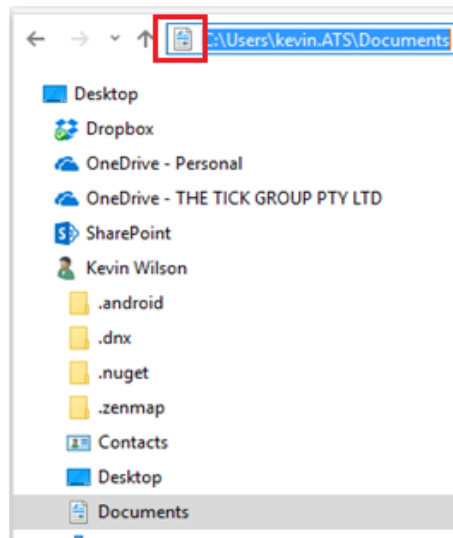 C:\Users\kevin.ATS\Documents
Desktop
Dropbox
OneDrive - Personal
OneDrive - THE TICK GROUP PTY LTD
SharePoint
Kevin Wilson
.android
.dnx
.nuget
.zenmap
Contacts
Desktop
Documents